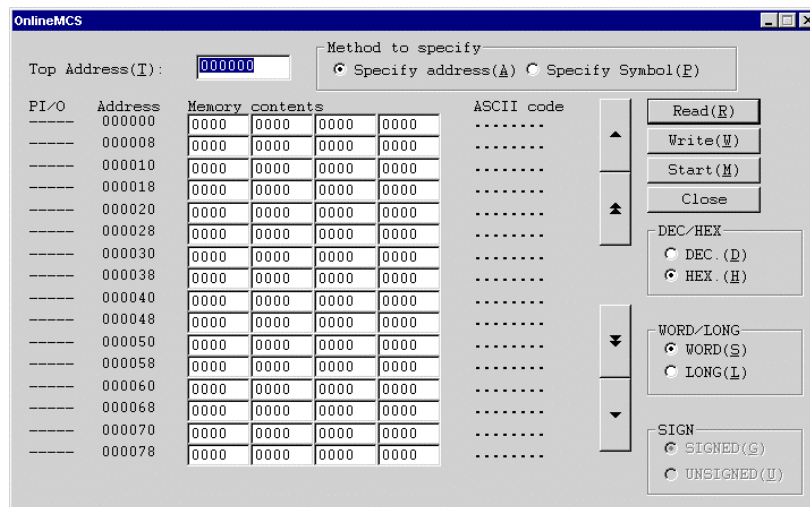 OnlineMCS
Method to specify
Top Address(T): 000000 Specify address(A) Specify Symbol(P)
PI/O Address Memory contents ASCII code
----- 000000 0000 0000 0000 0000 ........
----- 000008 0000 0000 0000 0000 ........
----- 000010 0000 0000 0000 0000 ........
----- 000018 0000 0000 0000 0000 ........
----- 000020 0000 0000 0000 0000 ........
----- 000028 0000 0000 0000 0000 ........
----- 000030 0000 0000 0000 0000 ........
----- 000038 0000 0000 0000 0000 ........
----- 000040 0000 0000 0000 0000 ........
----- 000048 0000 0000 0000 0000 ........
----- 000050 0000 0000 0000 0000 ........
----- 000058 0000 0000 0000 0000 ........
----- 000060 0000 0000 0000 0000 ........
----- 000068 0000 0000 0000 0000 ........
----- 000070 0000 0000 0000 0000 ........
----- 000078 0000 0000 0000 0000 ........
Read(R)
Write(W)
Start(M)
Close
DEC/HEX
DEC.(D)
HEX.(H)
WORD/LONG
WORD(S)
LONG(L)
SIGN
SIGNED(G)
UNSIGNED(U)